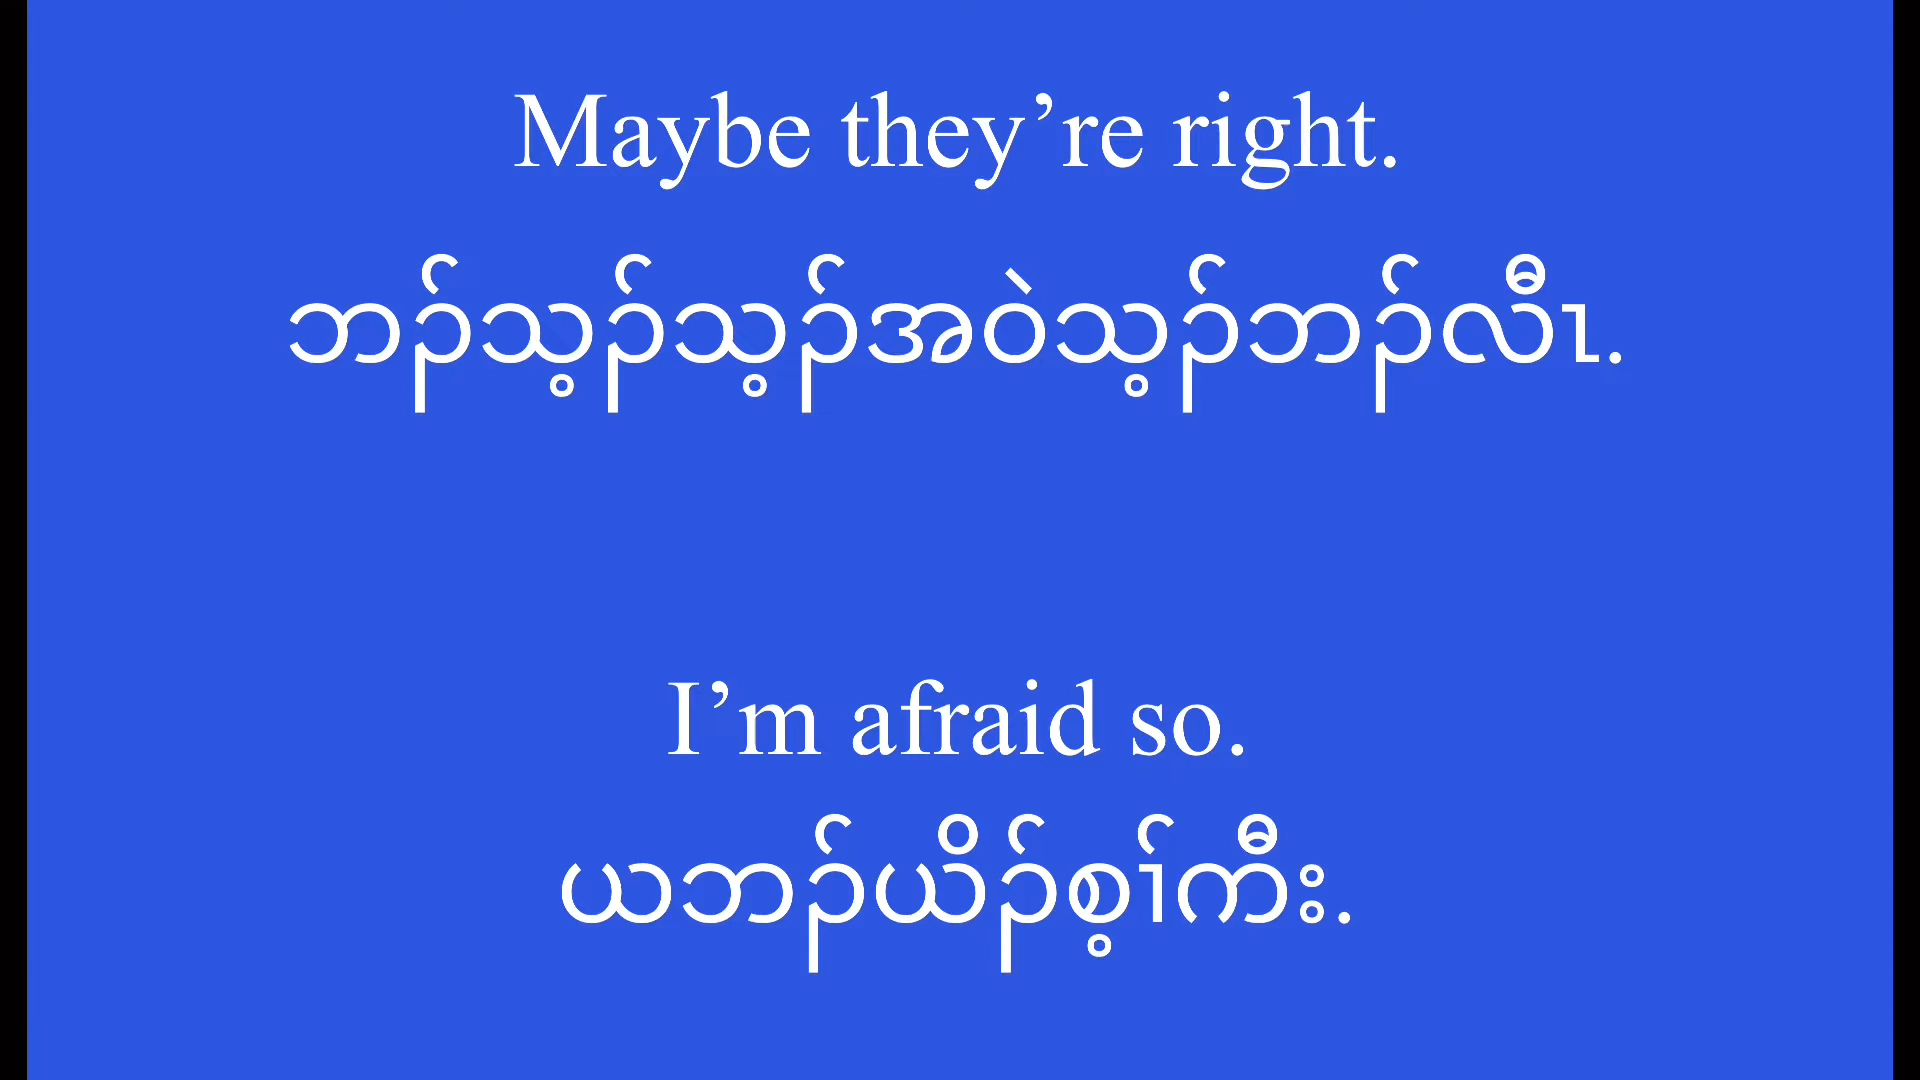 Maybe they’re right.
ဘၣ်သ့ၣ်သ့ၣ်အဝဲသ့ၣ်ဘၣ်လီၤ.
I’m afraid so.
ယဘၣ်ယိၣ်စ့ၢ်ကီး.